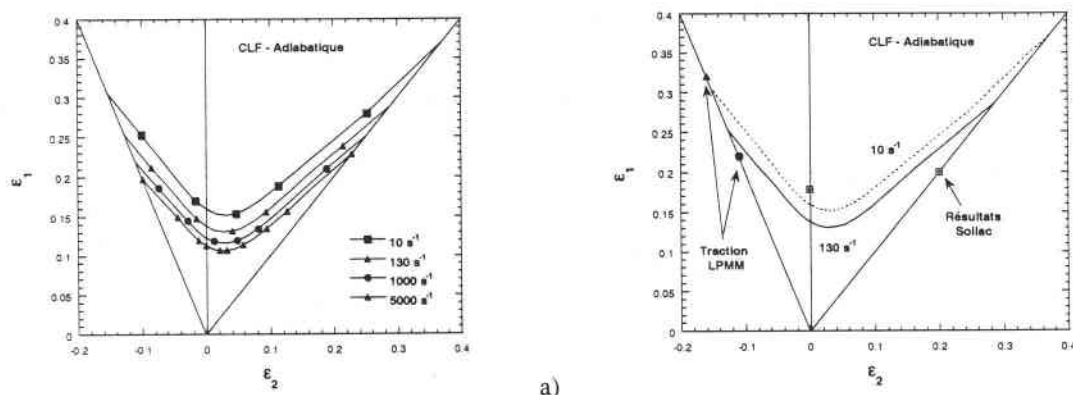 CLF - Adiabatique
0.4
0.35
0.3
0.25
0.2
0.15
0.1
0.05
0
ε1
10 s-1
130 s-1
1000 s-1
5000 s-1
-0.2 -0.1 0 0.1 0.2 0.3 0.4
ε2
a)
CLF - Adiabatique
0.4
0.35
0.3
0.25
0.2
0.15
0.1
0.05
0
ε1
10 s-1
130 s-1
Traction
LPMM
Résultats
Sollac
-0.2 -0.1 0 0.1 0.2 0.3 0.4
ε2